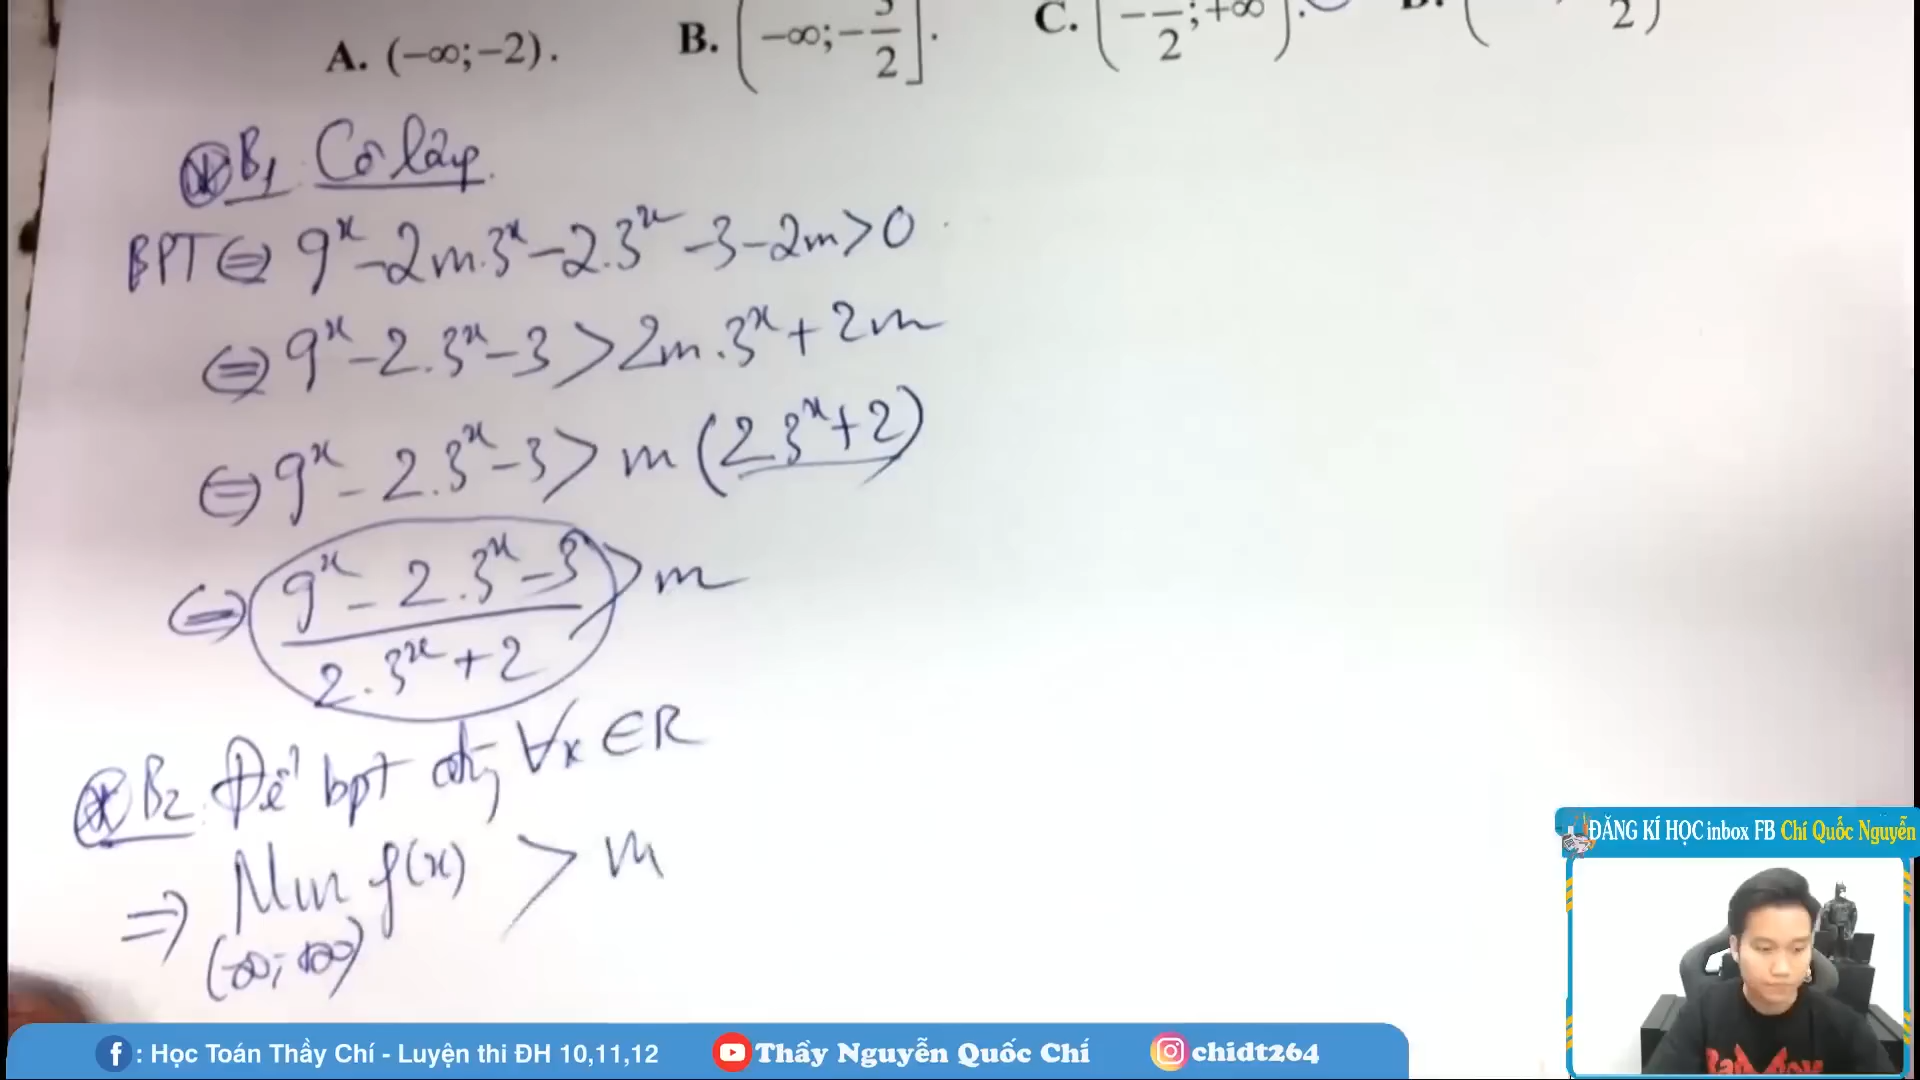 A. (−∞;−2). B. (−∞;−3/2]. C. (−–/2;+∞).
⊛B1 Cô lập.
BPT ⇔ 9^x − 2m.3^x − 2.3^x − 3 − 2m > 0
⇔ 9^x − 2.3^x − 3 > 2m.3^x + 2m
⇔ 9^x − 2.3^x − 3 > m (2.3^x + 2)
⇔ (9^x − 2.3^x − 3)/(2.3^x + 2) > m
⊛B2 Để bpt ∀x ∈ R
⇒ Min f(x) > m
(−∞; +∞)
ĐĂNG KÍ HỌC inbox FB Chí Quốc Nguyễn
: Học Toán Thầy Chí - Luyện thi ĐH 10,11,12
Thầy Nguyễn Quốc Chí
chidt264